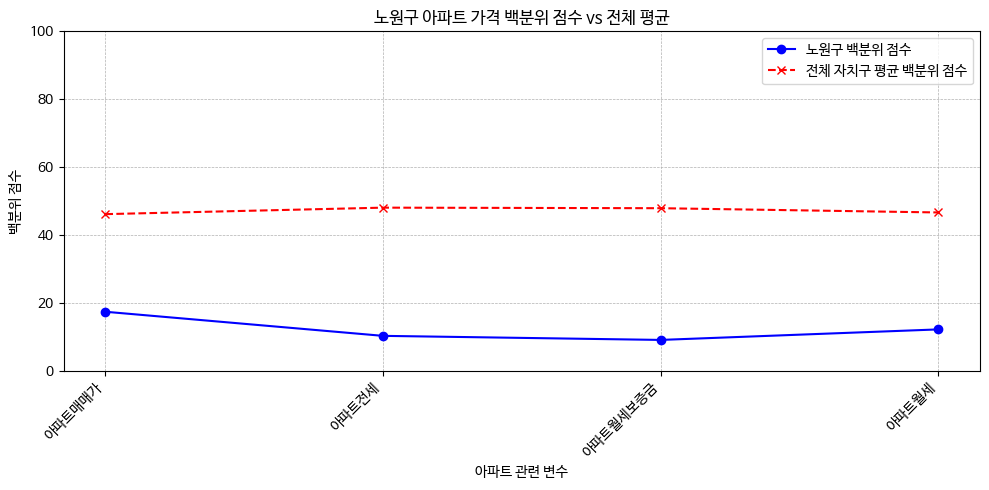 노원구 아파트 가격 백분위 점수 vs 전체 평균
노원구 백분위 점수
전체 자치구 평균 백분위 점수
백분위 점수
100
80
60
40
20
0
아파트매매가
아파트전세
아파트월세보증금
아파트월세
아파트 관련 변수